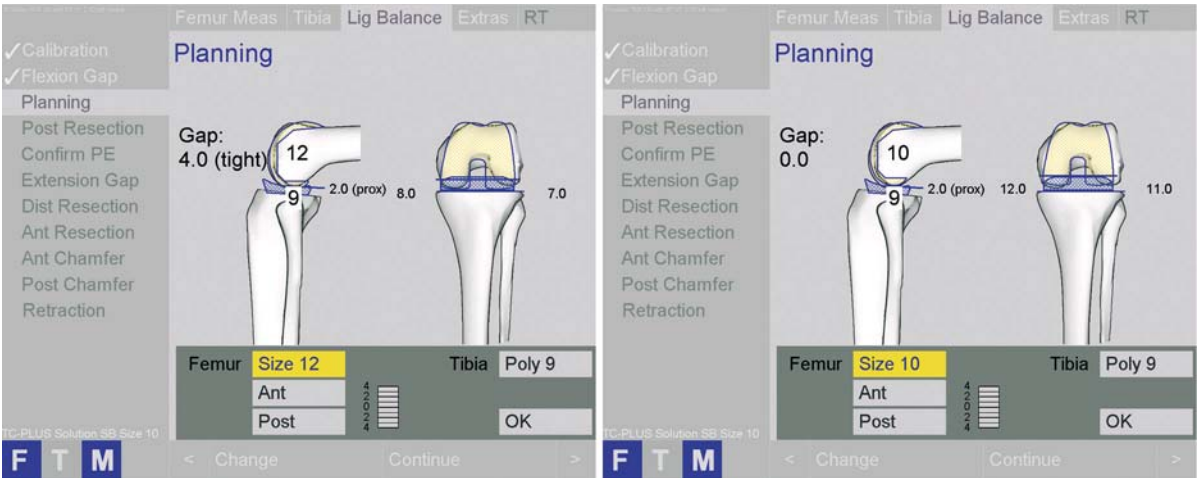 Femur Meas Tibia Lig Balance Extras RT
✓Calibration
✓Flexion Gap
Planning
Post Resection
Confirm PE
Extension Gap
Dist Resection
Ant Resection
Ant Chamfer
Post Chamfer
Retraction
TC-PLUS Solution SB Size 10
F T M
Planning
Gap:
4.0 (tight)
12
9
2.0 (prox)
8.0
7.0
Femur Size 12 Tibia Poly 9
Ant
Post OK
4
2
0
2
4
< Change Continue >
Femur Meas Tibia Lig Balance Extras RT
✓Calibration
✓Flexion Gap
Planning
Post Resection
Confirm PE
Extension Gap
Dist Resection
Ant Resection
Ant Chamfer
Post Chamfer
Retraction
TC-PLUS Solution SB Size 10
F T M
Planning
Gap:
0.0
10
9
2.0 (prox)
12.0
11.0
Femur Size 10 Tibia Poly 9
Ant
Post OK
4
2
0
2
4
< Change Continue >